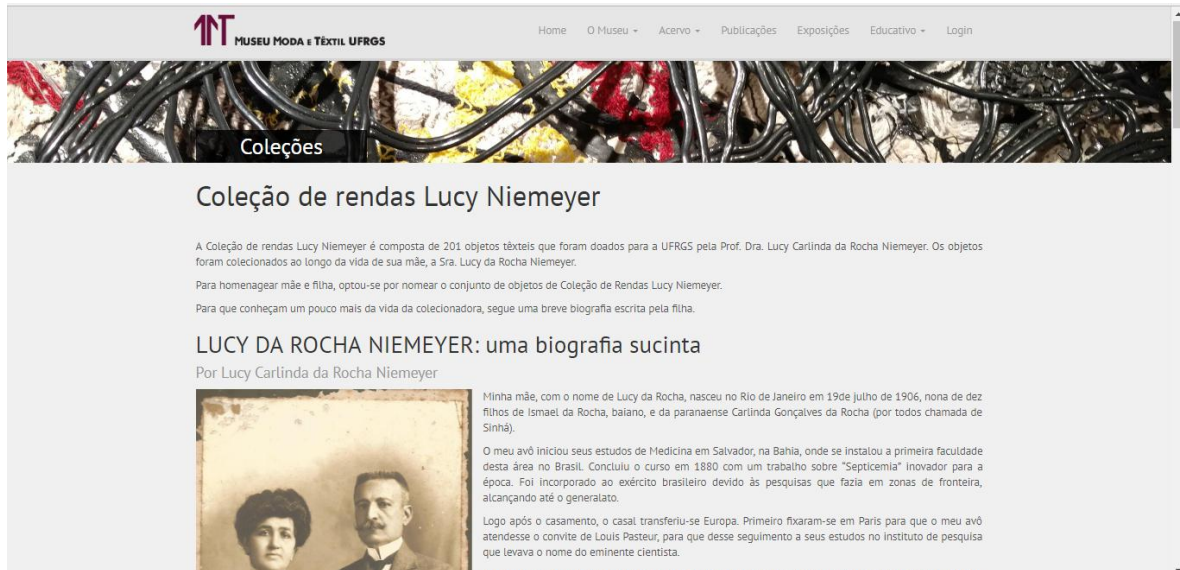 MUSEU MODA E TÊXTIL UFRGS
Home O Museu Acervo Publicações Exposições Educativo Login
Coleções
Coleção de rendas Lucy Niemeyer
A Coleção de rendas Lucy Niemeyer é composta de 201 objetos têxteis que foram doados para a UFRGS pela Prof. Dra. Lucy Carlinda da Rocha Niemeyer. Os objetos
foram colecionados ao longo da vida de sua mãe, a Sra. Lucy da Rocha Niemeyer.
Para homenagear mãe e filha, optou-se por nomear o conjunto de objetos de Coleção de Rendas Lucy Niemeyer.
Para que conheçam um pouco mais da vida da colecionadora, segue uma breve biografia escrita pela filha.
LUCY DA ROCHA NIEMEYER: uma biografia sucinta
Por Lucy Carlinda da Rocha Niemeyer
Minha mãe, com o nome de Lucy da Rocha, nasceu no Rio de Janeiro em 19de julho de 1906, nona de dez
filhos de Ismael da Rocha, baiano, e da paranaense Carlinda Gonçalves da Rocha (por todos chamada de
Sinhá).
O meu avô iniciou seus estudos de Medicina em Salvador, na Bahia, onde se instalou a primeira faculdade
desta área no Brasil. Concluiu o curso em 1880 com um trabalho sobre "Septicemia" inovador para a
época. Foi incorporado ao exército brasileiro devido às pesquisas que fazia em zonas de fronteira,
alcançando até o generalato.
Logo após o casamento, o casal transferiu-se Europa. Primeiro fixaram-se em Paris para que o meu avô
atendesse o convite de Louis Pasteur, para que desse seguimento a seus estudos no instituto de pesquisa
que levava o nome do eminente cientista.